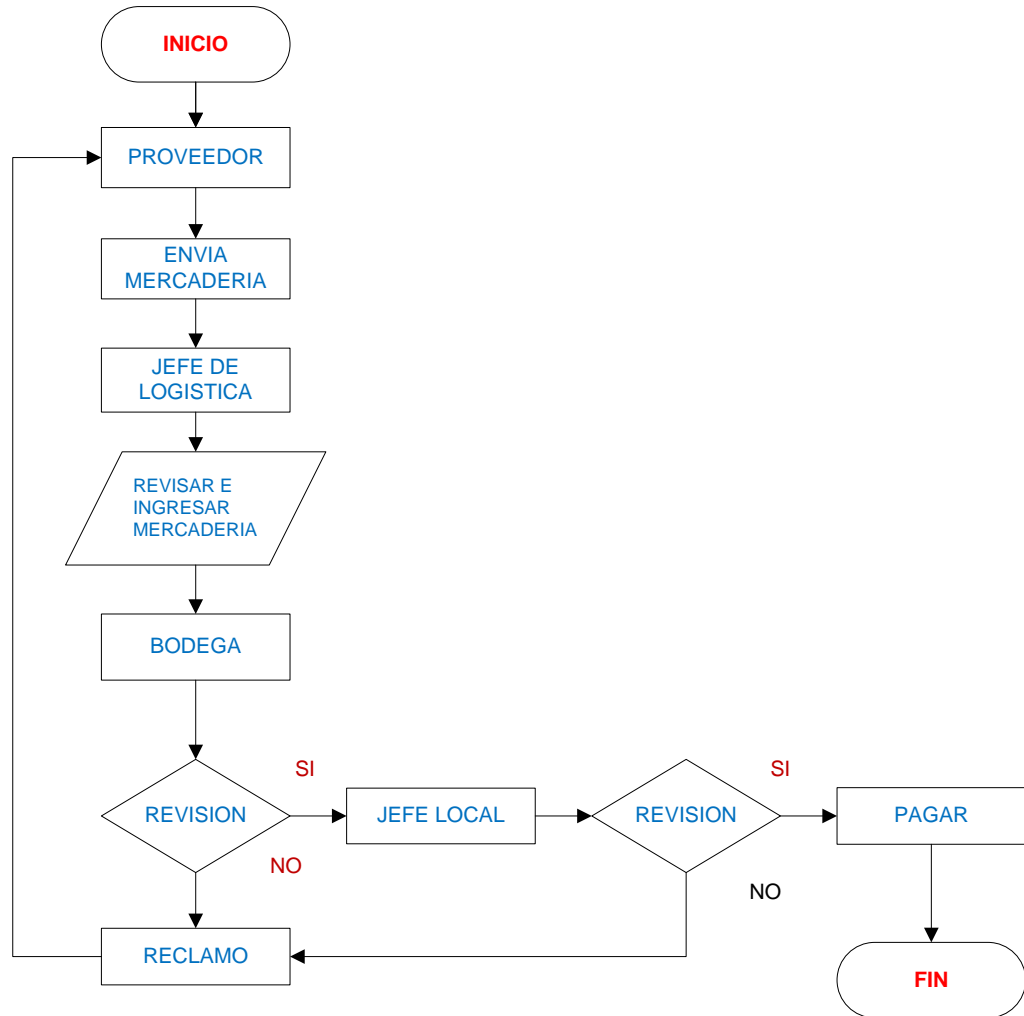 INICIO
PROVEEDOR
ENVIA
MERCADERIA
JEFE DE
LOGISTICA
REVISAR E
INGRESAR
MERCADERIA
BODEGA
SI
SI
REVISION
JEFE LOCAL
REVISION
PAGAR
NO
NO
RECLAMO
FIN